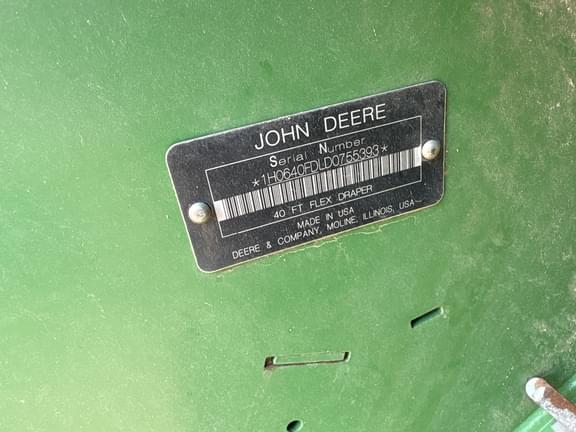 JOHN DEERE
Serial Number
*1H0640FDLD0755393*
40 FT FLEX DRAPER
MADE IN USA
DEERE & COMPANY, MOLINE, ILLINOIS, USA